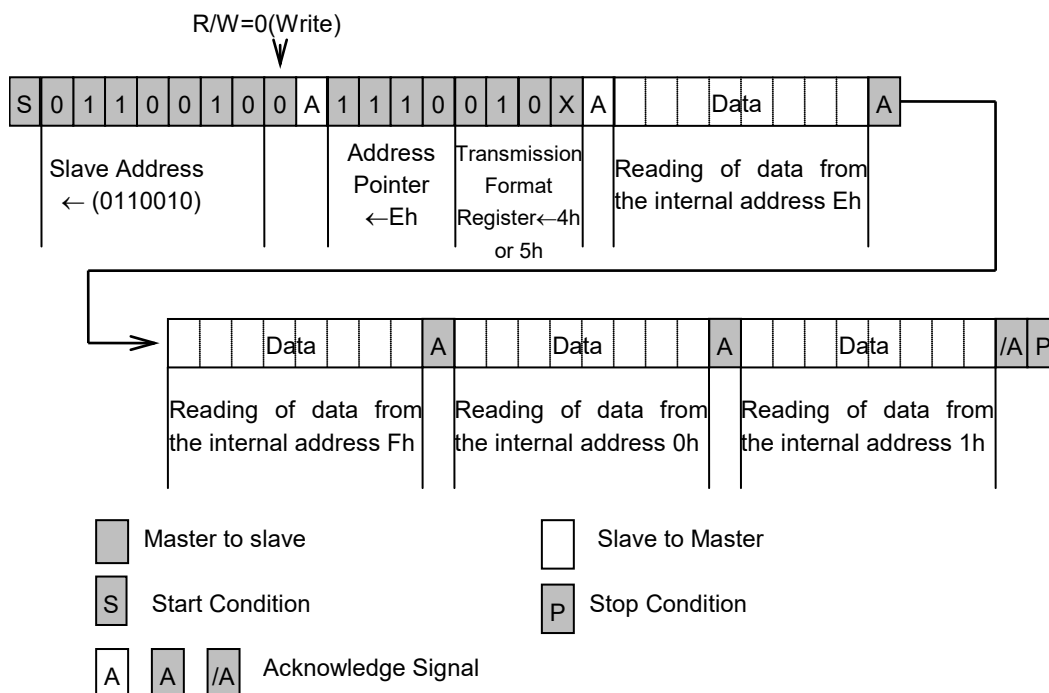 R/W=0(Write)
S 0 1 1 0 0 1 0 0 A 1 1 1 0 0 1 0 X A Data A
Slave Address
← (0110010)
Address
Pointer
←Eh
Transmission
Format
Register←4h
or 5h
Reading of data from
the internal address Eh
Data A Data A Data /A P
Reading of data from
the internal address Fh
Reading of data from
the internal address 0h
Reading of data from
the internal address 1h
Master to slave
Slave to Master
S Start Condition
P Stop Condition
A A /A Acknowledge Signal